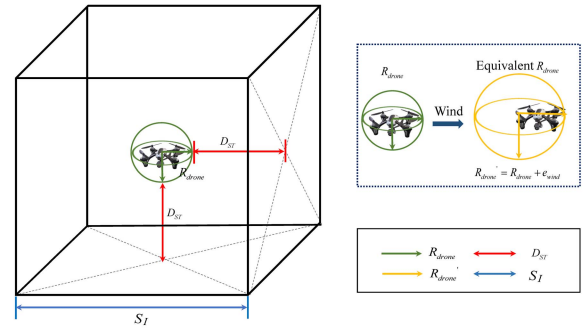 D_ST
R_drone
D_ST
S_I
R_drone
Wind
Equivalent R_drone
R_drone' = R_drone + e_wind
R_drone D_ST
R_drone' S_I